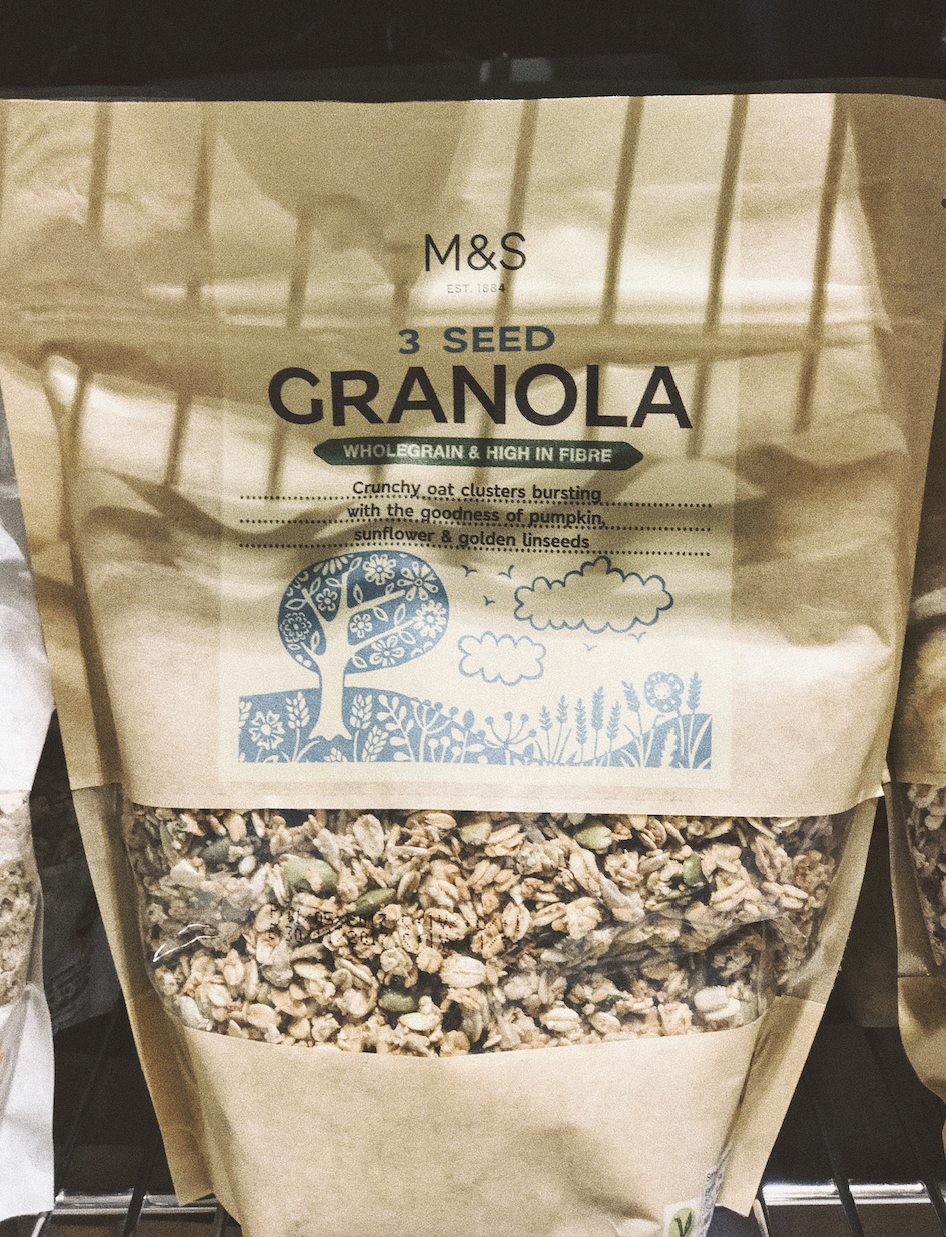 M&S
EST. 1884
3 SEED
GRANOLA
WHOLEGRAIN & HIGH IN FIBRE
Crunchy oat clusters bursting
with the goodness of pumpkin,
sunflower & golden linseeds